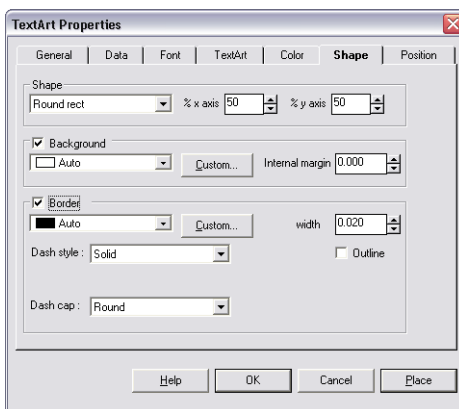 TextArt Properties
General Data Font TextArt Color Shape Position
Shape
Round rect % x axis 50 % y axis 50
Background
Auto Custom... Internal margin 0.000
Border
Auto Custom... width 0.020
Dash style : Solid Outline
Dash cap : Round
Help OK Cancel Place